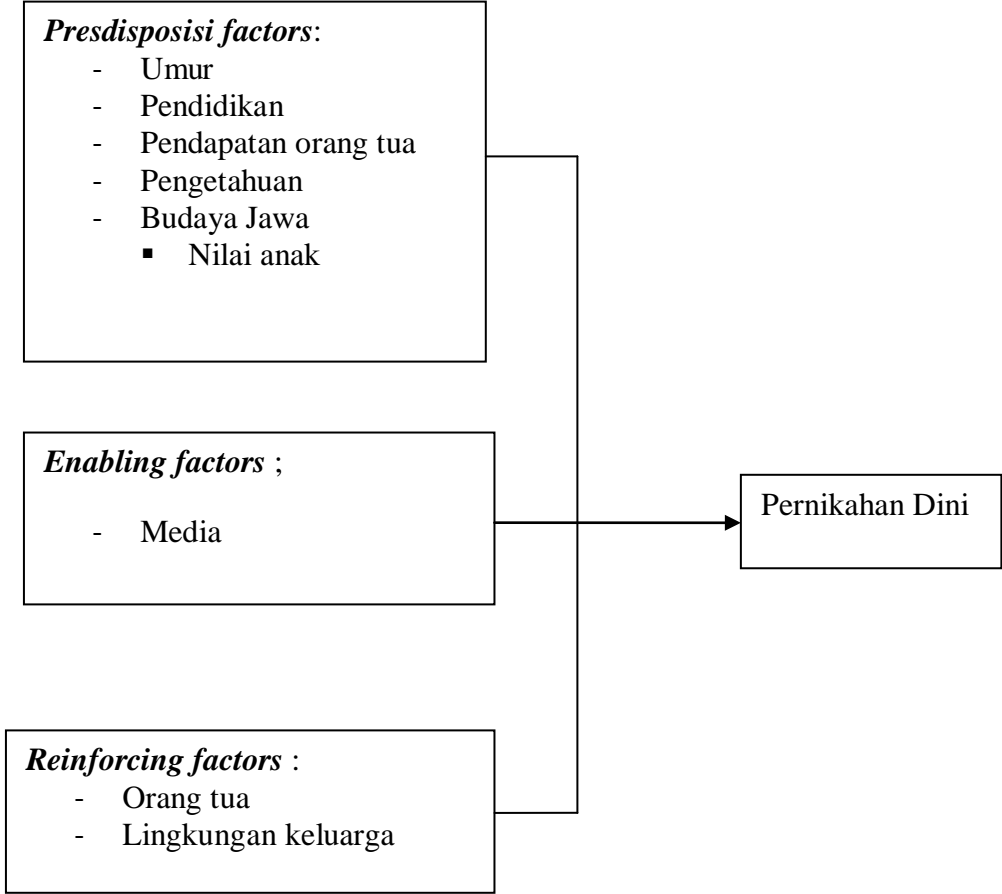 Presdisposisi factors:
- Umur
- Pendidikan
- Pendapatan orang tua
- Pengetahuan
- Budaya Jawa
▪ Nilai anak
Enabling factors ;
- Media
Pernikahan Dini
Reinforcing factors :
- Orang tua
- Lingkungan keluarga